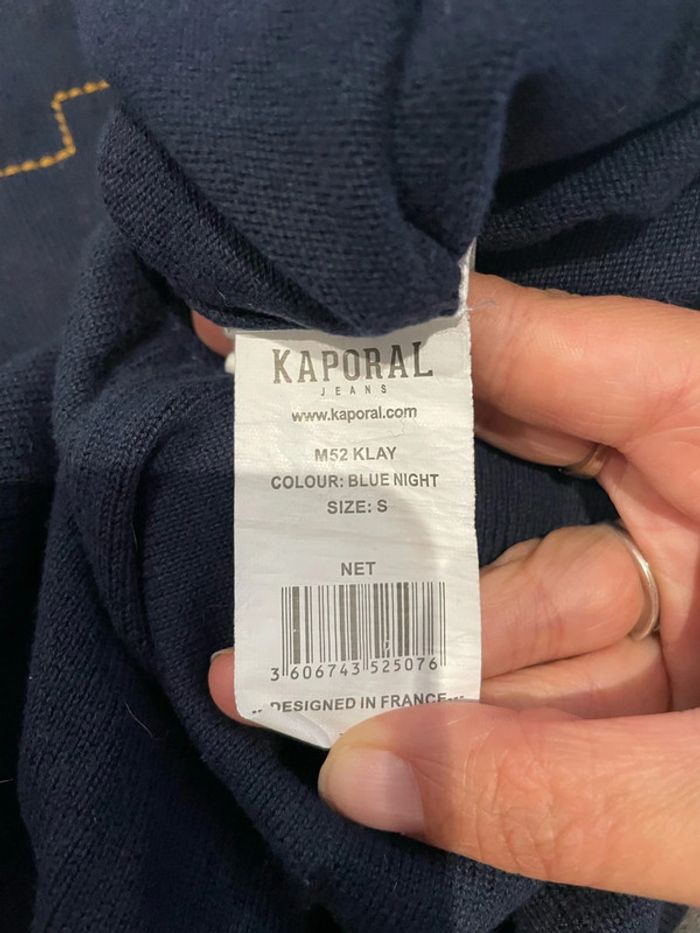 KAPORAL
JEANS
www.kaporal.com
M52 KLAY
COLOUR: BLUE NIGHT
SIZE: S
NET
3 606743 525076
DESIGNED IN FRANCE